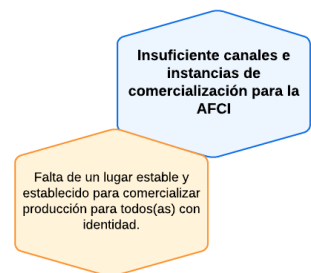 Insuficiente canales e
instancias de
comercialización para la
AFCI
Falta de un lugar estable y
establecido para comercializar
producción para todos(as) con
identidad.